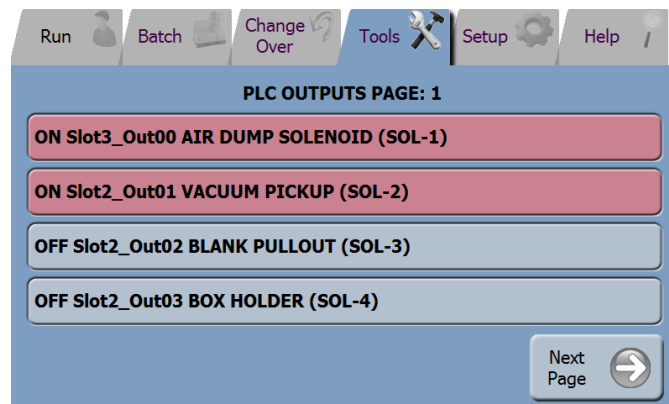 Run
Batch
Change
Over
Tools
Setup
Help
PLC OUTPUTS PAGE: 1
ON Slot3_Out00 AIR DUMP SOLENOID (SOL-1)
ON Slot2_Out01 VACUUM PICKUP (SOL-2)
OFF Slot2_Out02 BLANK PULLOUT (SOL-3)
OFF Slot2_Out03 BOX HOLDER (SOL-4)
Next
Page